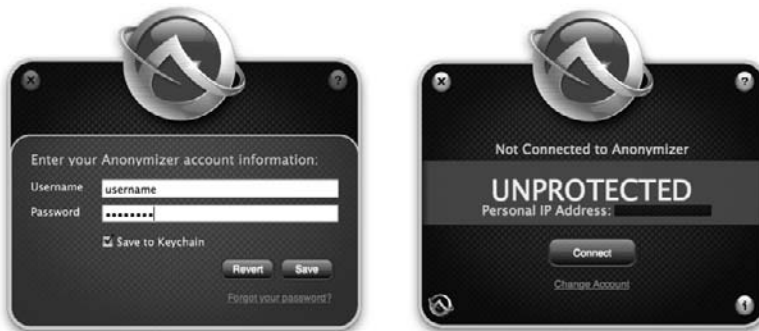 x
?
Enter your Anonymizer account information:
Username
username
Password
••••••••
Save to Keychain
Revert
Save
Forgot your password?
x
?
Not Connected to Anonymizer
UNPROTECTED
Personal IP Address:
Connect
Change Account
i